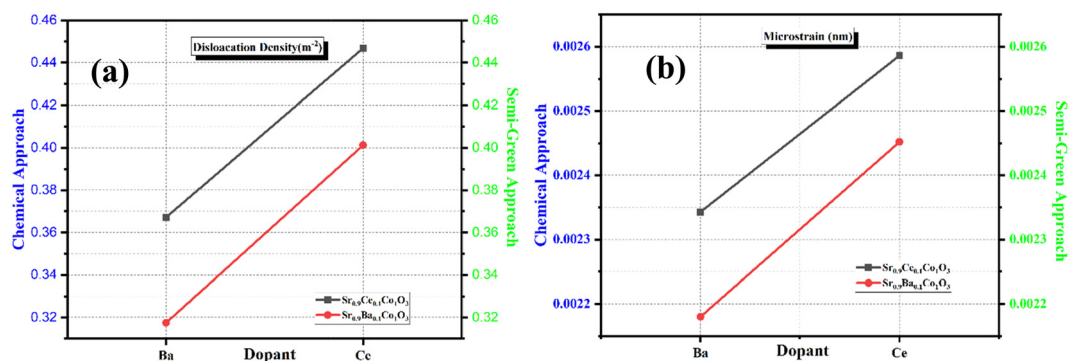 0.46
0.44
0.42
0.40
0.38
0.36
0.34
0.32
Chemical Approach
(a)
Disloacation Density(m⁻²)
Sr₀.₉Ce₀.₁Co₁O₃
Sr₀.₉Ba₀.₁Co₁O₃
Ba
Dopant
Ce
0.46
0.44
0.42
0.40
0.38
0.36
0.34
0.32
Semi-Green Approach
0.0026
0.0025
0.0024
0.0023
0.0022
Chemical Approach
(b)
Microstrain (nm)
Sr₀.₉Ce₀.₁Co₁O₃
Sr₀.₉Ba₀.₁Co₁O₃
Ba
Dopant
Ce
0.0026
0.0025
0.0024
0.0023
0.0022
Semi-Green Approach